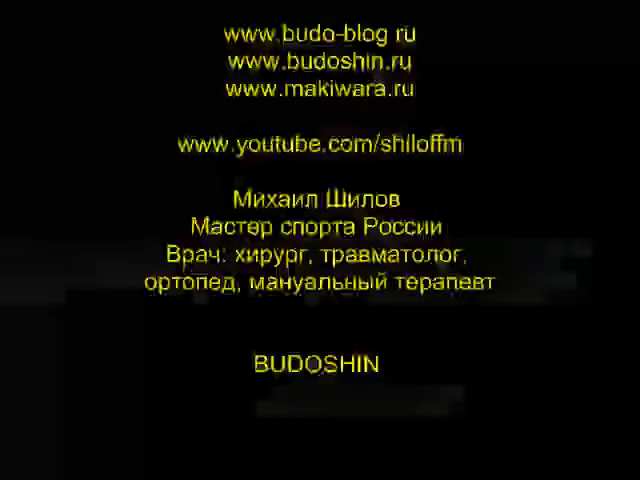 www.budo-blog ru
www.budoshin.ru
www.makiwara.ru
www.youtube.com/shiloffm
Михаил Шилов
Мастер спорта России
Врач: хирург, травматолог,
ортопед, мануальный терапевт
BUDOSHIN